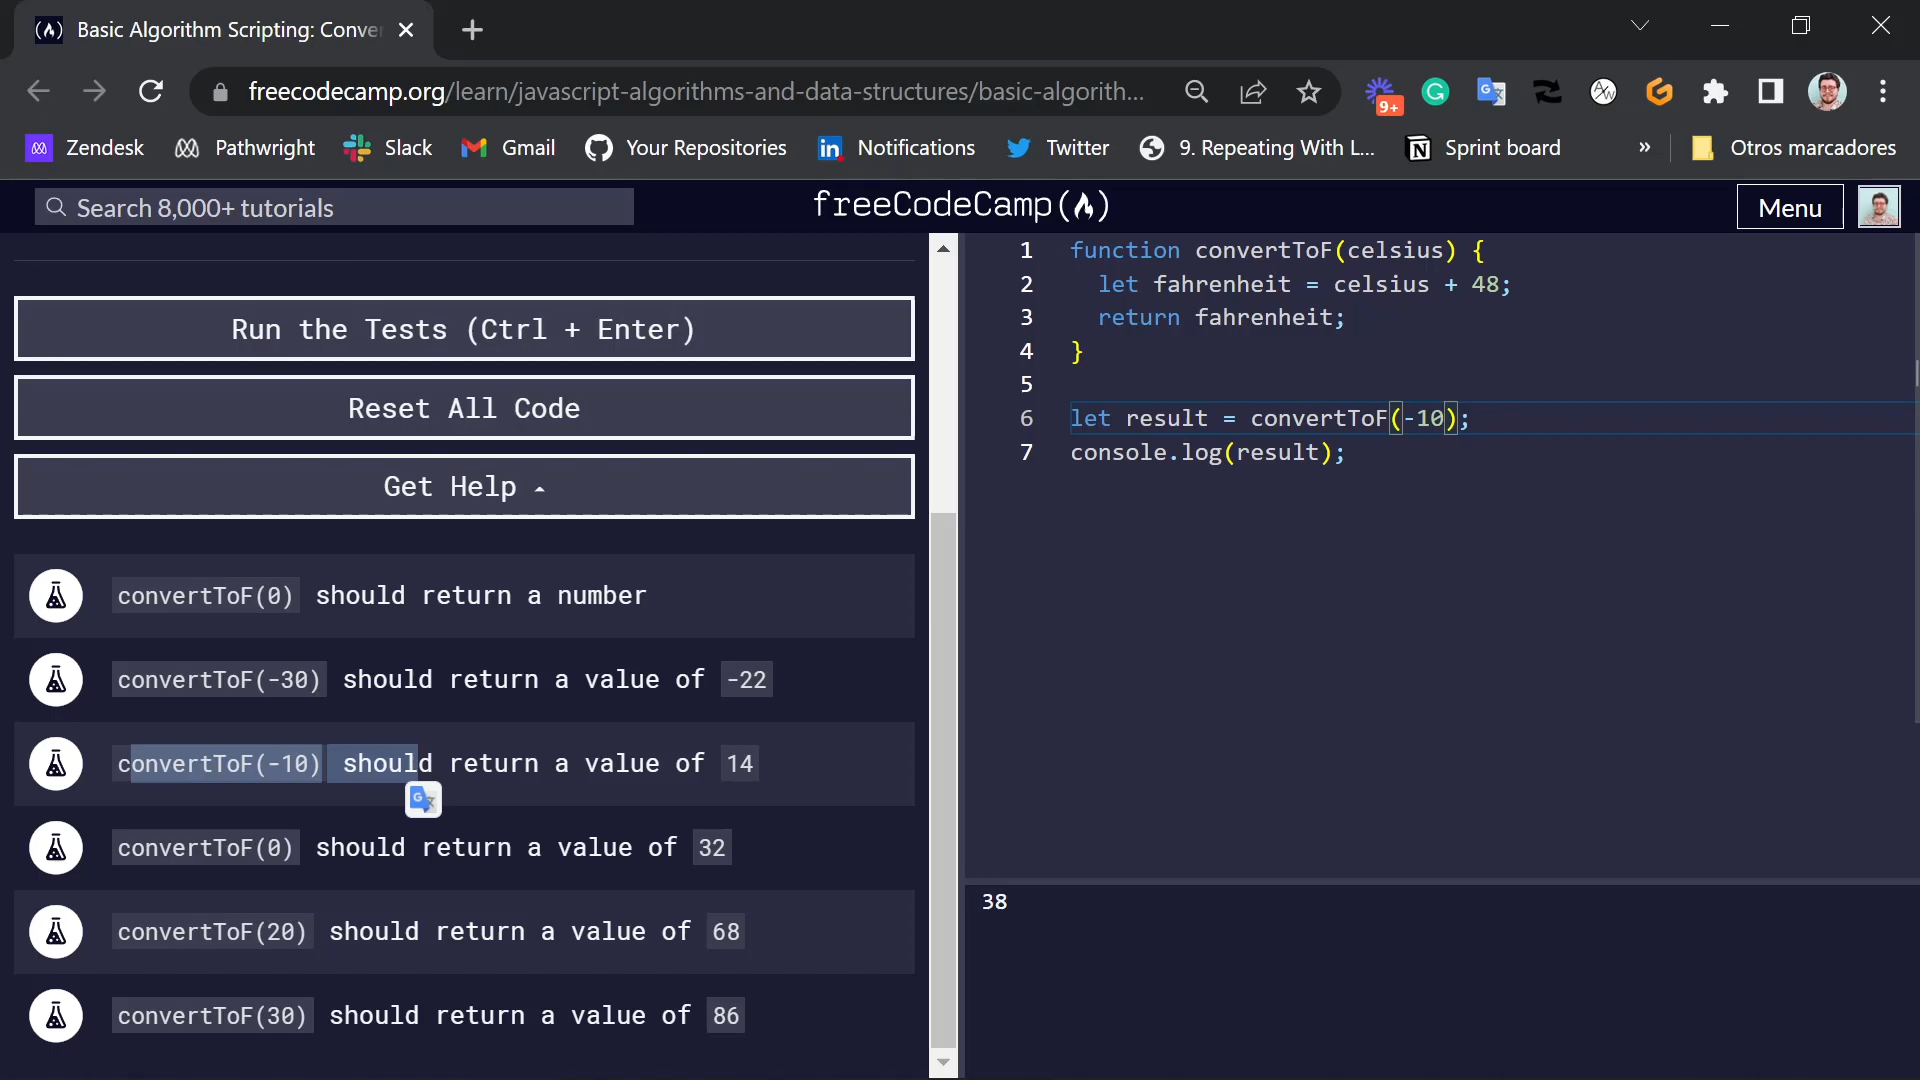 Basic Algorithm Scripting: Conve
freecodecamp.org/learn/javascript-algorithms-and-data-structures/basic-algorith...
9+
Zendesk
Pathwright
Slack
Gmail
Your Repositories
Notifications
Twitter
9. Repeating With L...
Sprint board
»
Otros marcadores
Search 8,000+ tutorials
freeCodeCamp
Menu
Run the Tests (Ctrl + Enter)
Reset All Code
Get Help
convertToF(0) should return a number
convertToF(-30) should return a value of -22
convertToF(-10) should return a value of 14
convertToF(0) should return a value of 32
convertToF(20) should return a value of 68
convertToF(30) should return a value of 86
1 function convertToF(celsius) {
2 let fahrenheit = celsius + 48;
3 return fahrenheit;
4 }
5
6 let result = convertToF(-10);
7 console.log(result);
38